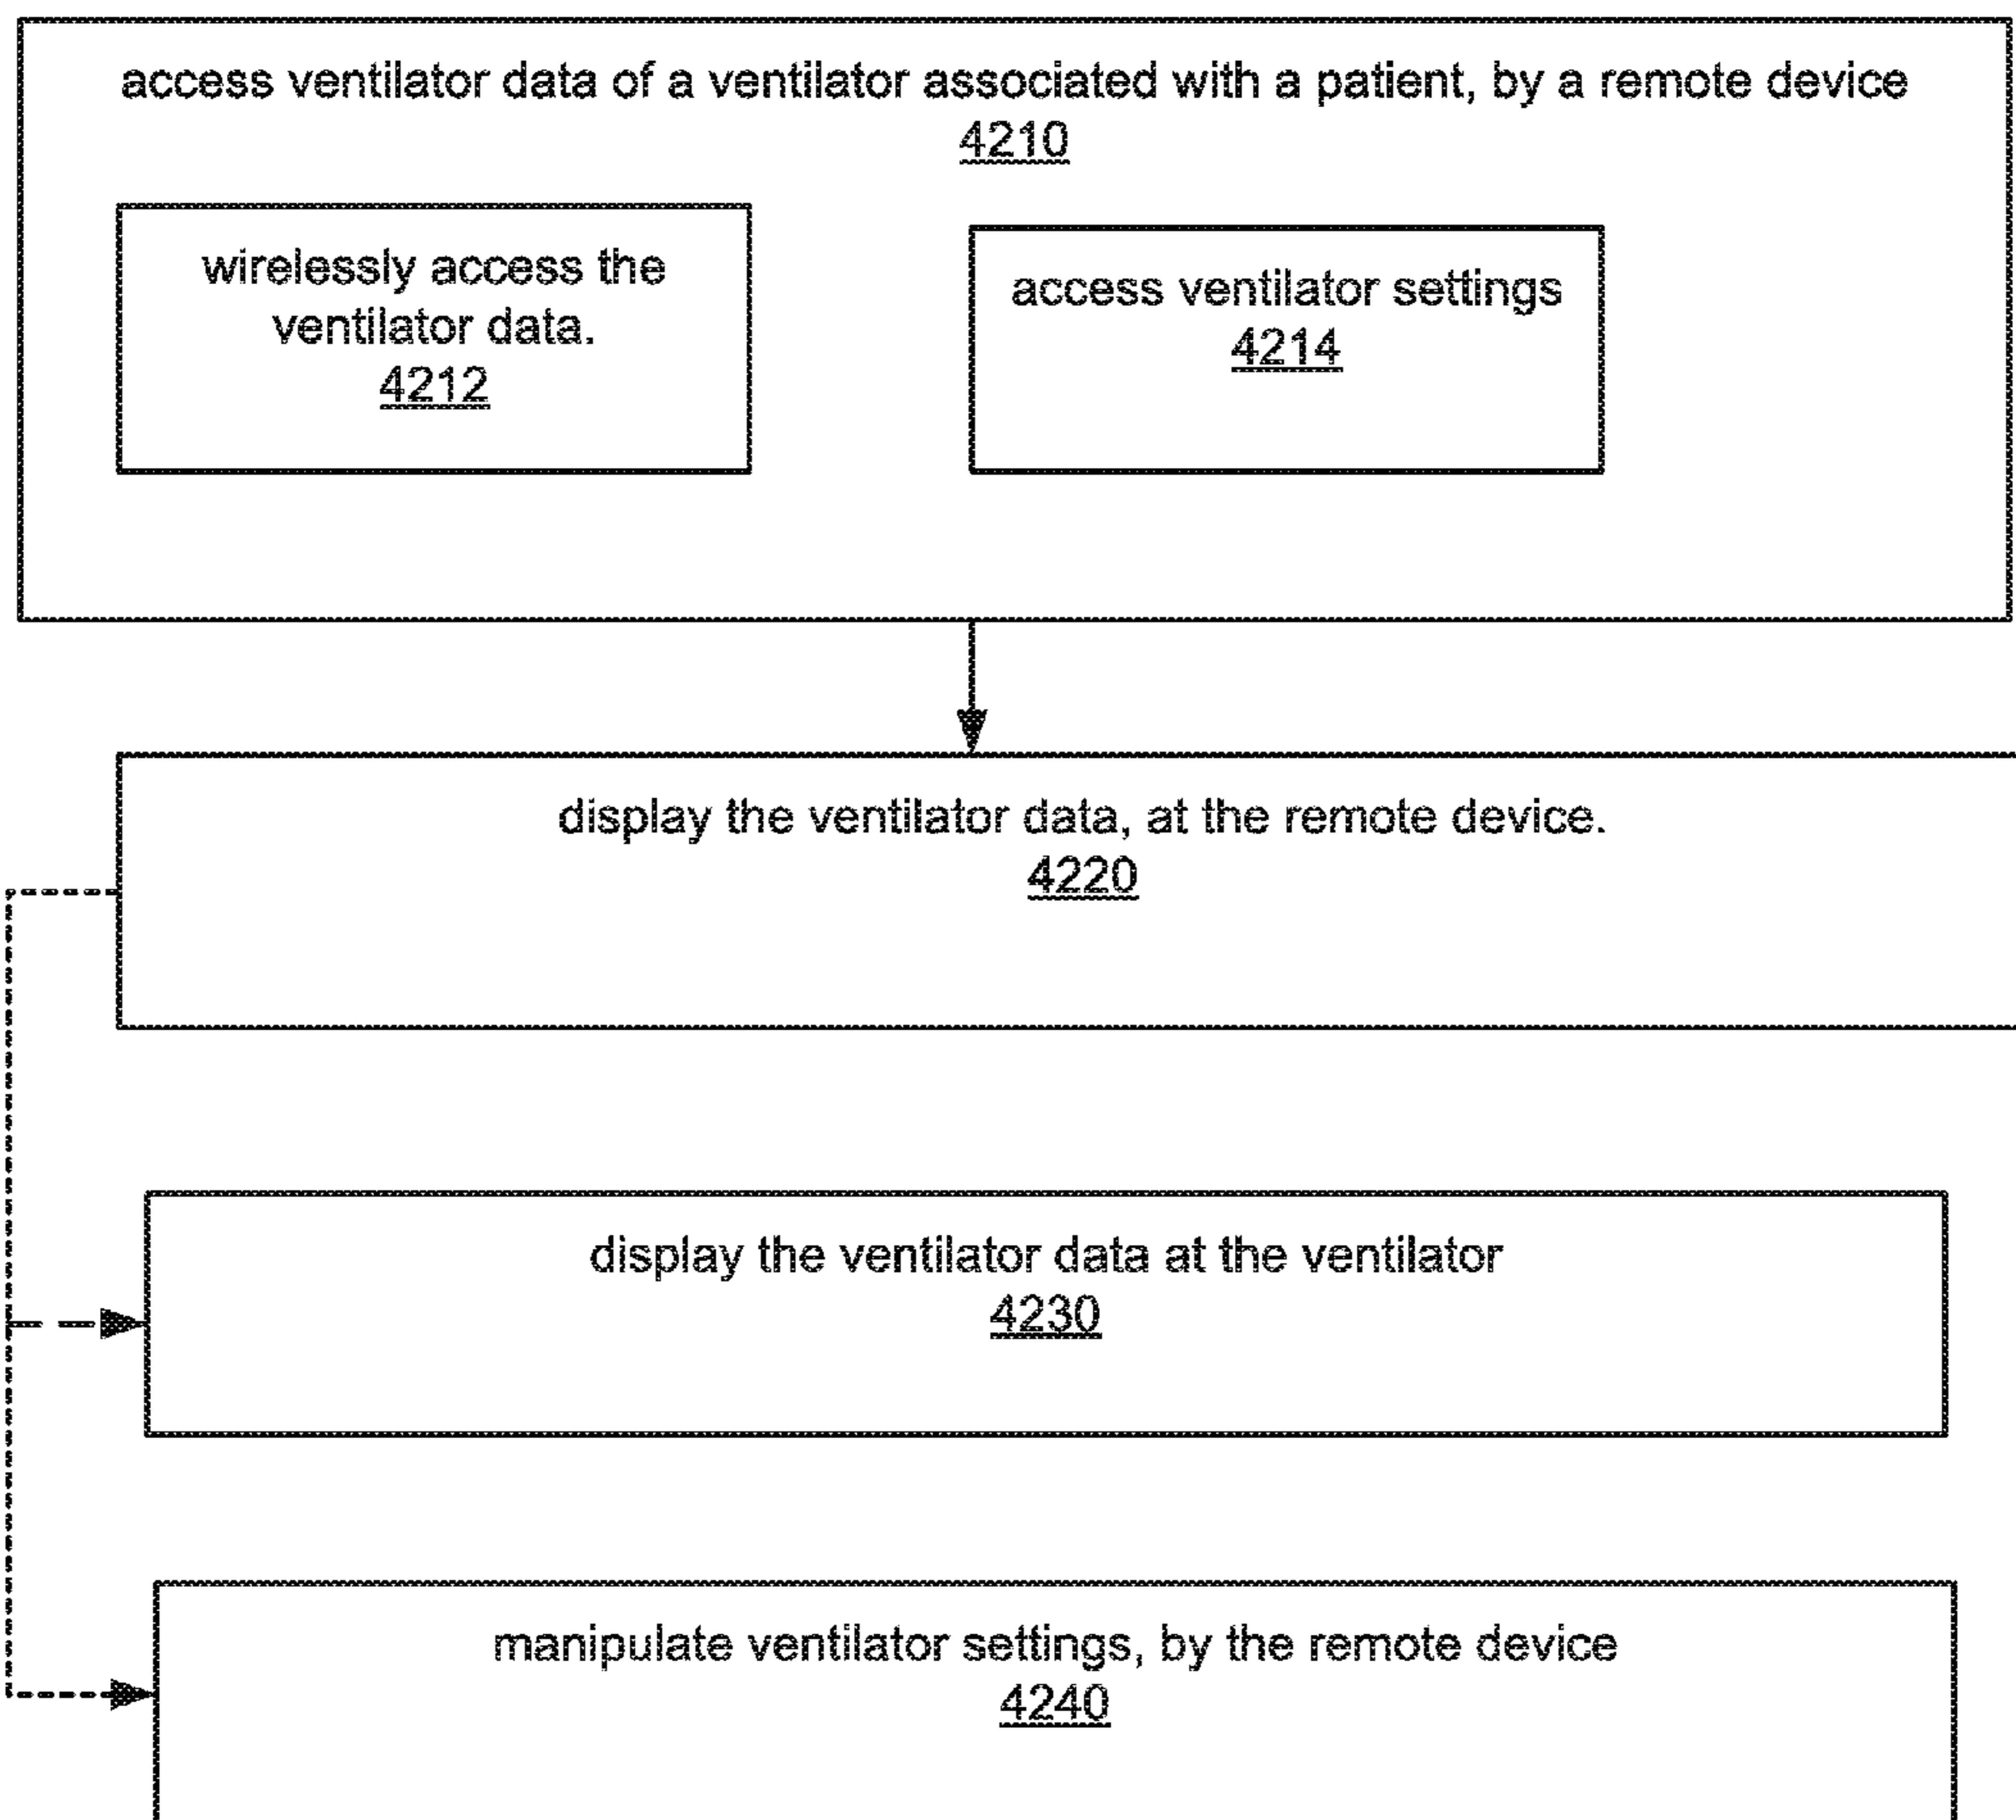 access ventilator data of a ventilator associated with a patient, by a remote device
4210
wirelessly access the
ventilator data.
4212
access ventilator settings
4214
display the ventilator data, at the remote device.
4220
display the ventilator data at the ventilator
4230
manipulate ventilator settings, by the remote device
4240